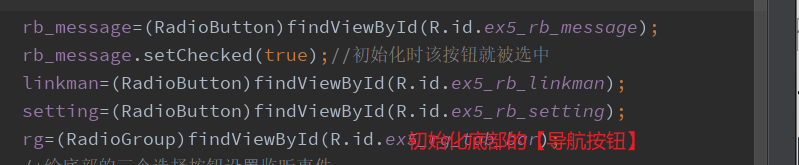 rb_message=(RadioButton)findViewById(R.id.ex5_rb_message);
rb_message.setChecked(true);//初始化时该按钮就被选中
linkman=(RadioButton)findViewById(R.id.ex5_rb_linkman);
setting=(RadioButton)findViewById(R.id.ex5_rb_setting);
rg=(RadioGroup)findViewById(R.id.ex5
初始化底部的【导航按钮】
//给底部的三个选择按钮设置监听事件